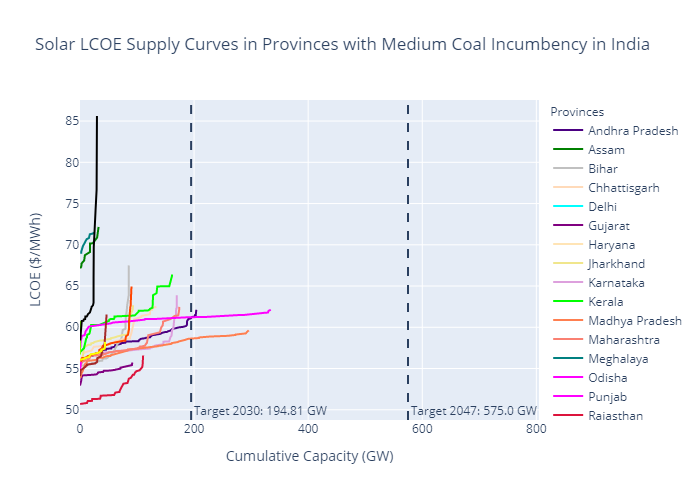 Solar LCOE Supply Curves in Provinces with Medium Coal Incumbency in India
LCOE ($/MWh)
85
80
75
70
65
60
55
50
0
200
400
600
800
Cumulative Capacity (GW)
Target 2030: 194.81 GW
Target 2047: 575.0 GW
Provinces
Andhra Pradesh
Assam
Bihar
Chhattisgarh
Delhi
Gujarat
Haryana
Jharkhand
Karnataka
Kerala
Madhya Pradesh
Maharashtra
Meghalaya
Odisha
Punjab
Rajasthan